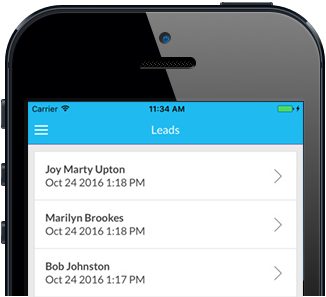 Carrier 11:34 AM
Leads
Joy Marty Upton
Oct 24 2016 1:18 PM
Marilyn Brookes
Oct 24 2016 1:18 PM
Bob Johnston
Oct 24 2016 1:17 PM